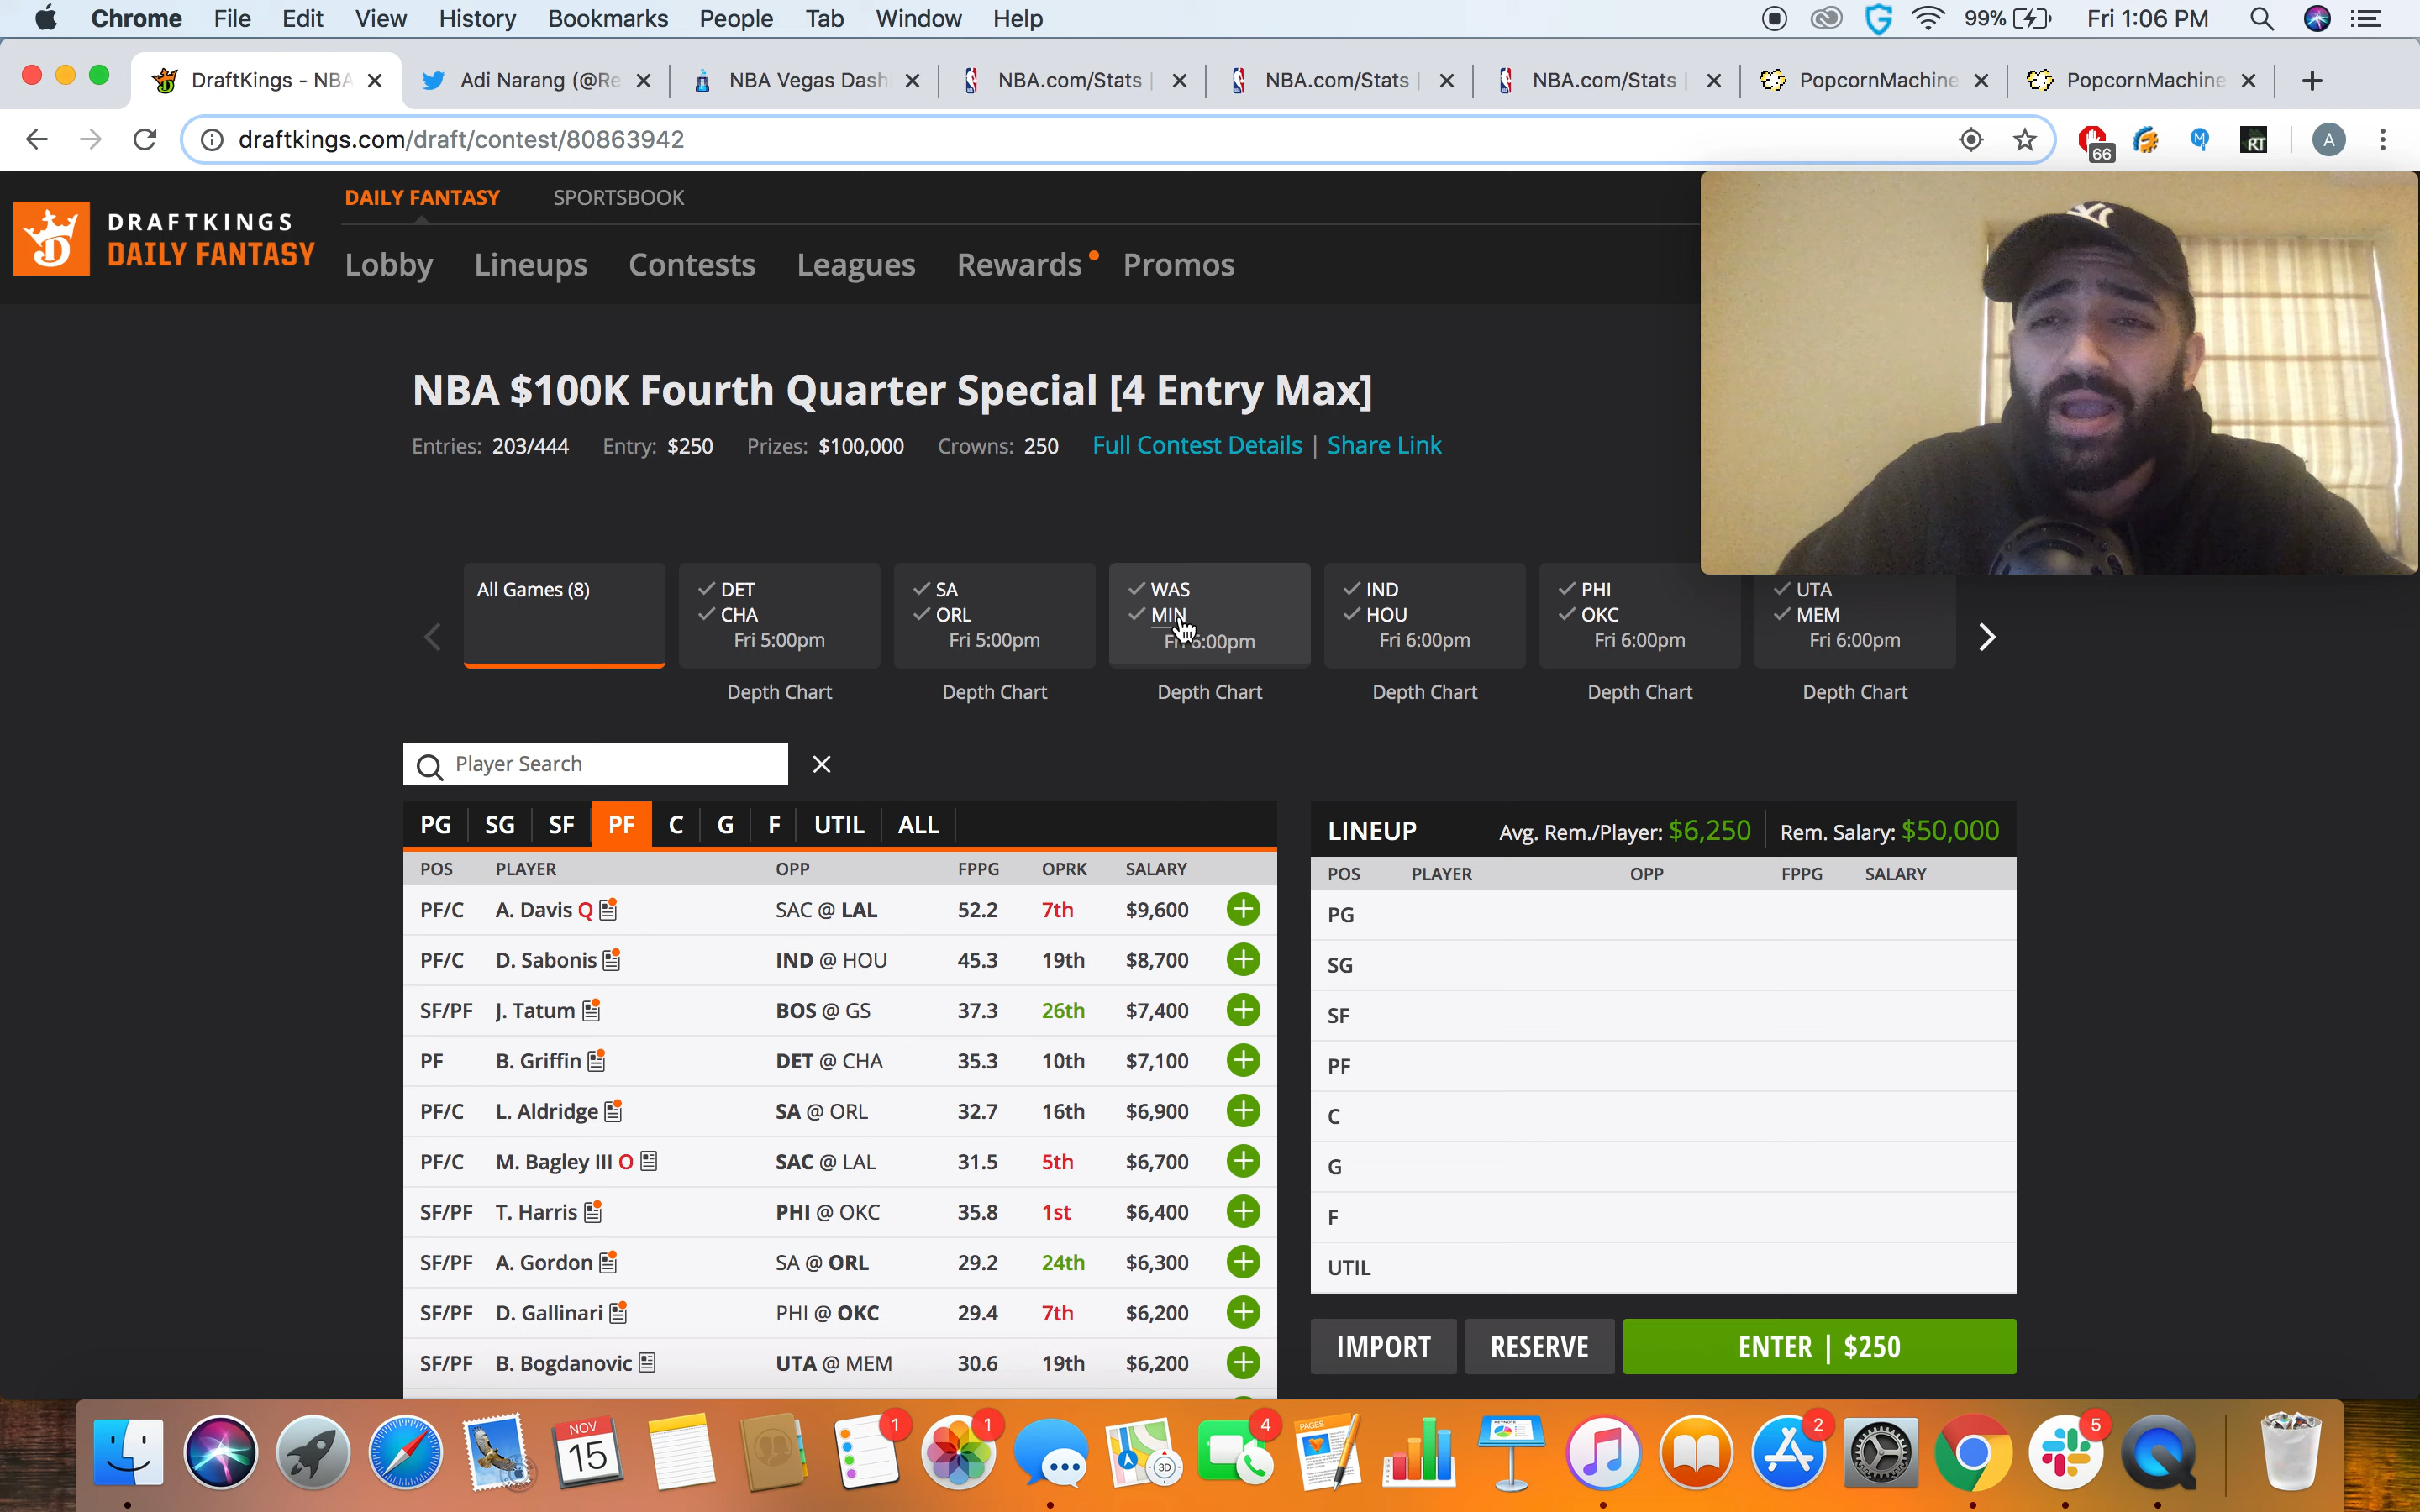 Chrome File Edit View History Bookmarks People Tab Window Help 99% Fri 1:06 PM
DraftKings - NBA Adi Narang (@Re NBA Vegas Dash NBA.com/Stats | NBA.com/Stats | NBA.com/Stats | PopcornMachine PopcornMachine
draftkings.com/draft/contest/80863942 66 M RT A
DAILY FANTASY SPORTSBOOK
DRAFTKINGS
DAILY FANTASY
Lobby Lineups Contests Leagues Rewards Promos
NBA $100K Fourth Quarter Special [4 Entry Max]
Entries: 203/444 Entry: $250 Prizes: $100,000 Crowns: 250 Full Contest Details | Share Link
All Games (8) DET SA WAS IND PHI UTA
CHA ORL MIN HOU OKC MEM
Fri 5:00pm Fri 5:00pm Fri 6:00pm Fri 6:00pm Fri 6:00pm Fri 6:00pm
Depth Chart Depth Chart Depth Chart Depth Chart Depth Chart Depth Chart
Player Search
PG SG SF PF C G F UTIL ALL
POS PLAYER OPP FPPG OPRK SALARY
PF/C A. Davis Q SAC @ LAL 52.2 7th $9,600
PF/C D. Sabonis IND @ HOU 45.3 19th $8,700
SF/PF J. Tatum BOS @ GS 37.3 26th $7,400
PF B. Griffin DET @ CHA 35.3 10th $7,100
PF/C L. Aldridge SA @ ORL 32.7 16th $6,900
PF/C M. Bagley III O SAC @ LAL 31.5 5th $6,700
SF/PF T. Harris PHI @ OKC 35.8 1st $6,400
SF/PF A. Gordon SA @ ORL 29.2 24th $6,300
SF/PF D. Gallinari PHI @ OKC 29.4 7th $6,200
SF/PF B. Bogdanovic UTA @ MEM 30.6 19th $6,200
LINEUP Avg. Rem./Player: $6,250 Rem. Salary: $50,000
POS PLAYER OPP FPPG SALARY
PG
SG
SF
PF
C
G
F
UTIL
IMPORT RESERVE ENTER | $250
NOV
15
1
1
3D
4
PAGES
2
5